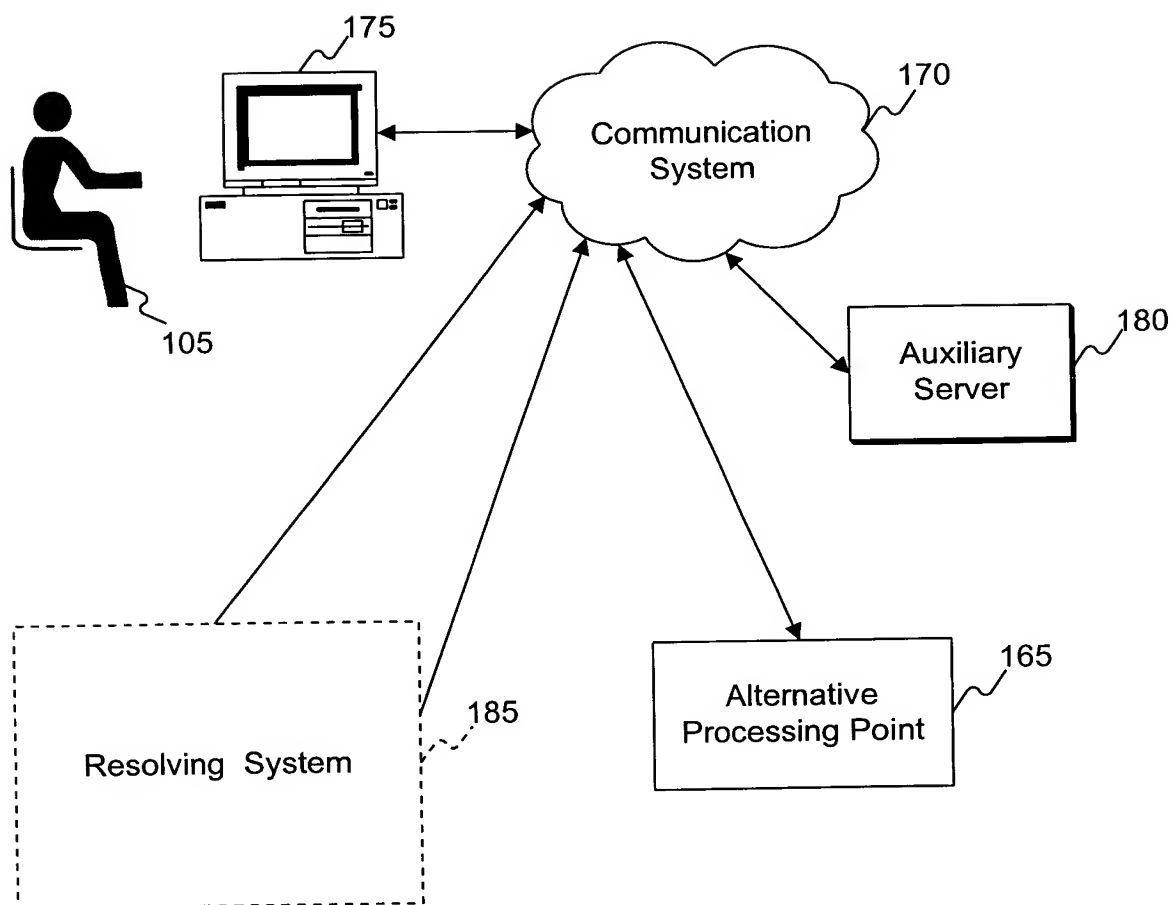 175
170
Communication
System
105
180
Auxiliary
Server
165
Alternative
Processing Point
185
Resolving System